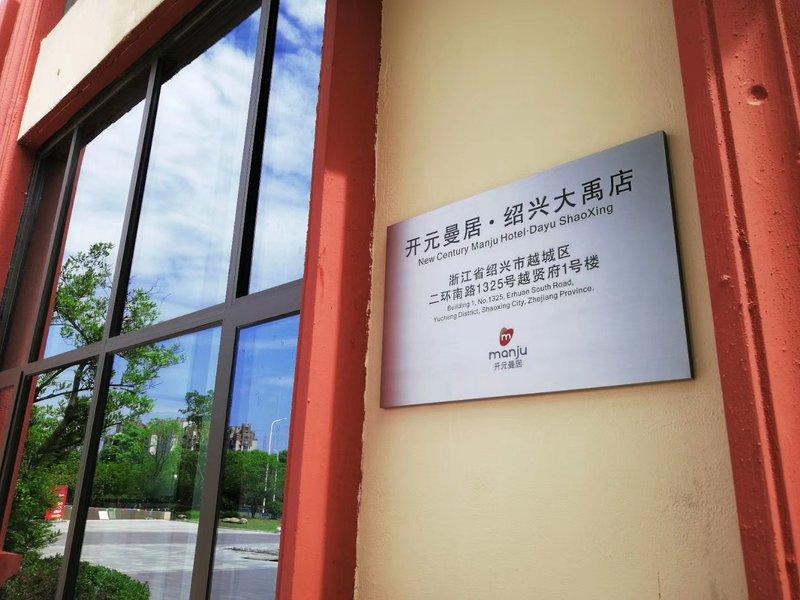 开元曼居·绍兴大禹店
New Century Manju Hotel·Dayu ShaoXing
浙江省绍兴市越城区
二环南路1325号越贤府1号楼
Building 1, No.1325, Erhuan South Road,
Yucheng District, Shaoxing City, Zhejiang Province.
m
manju
开元曼居